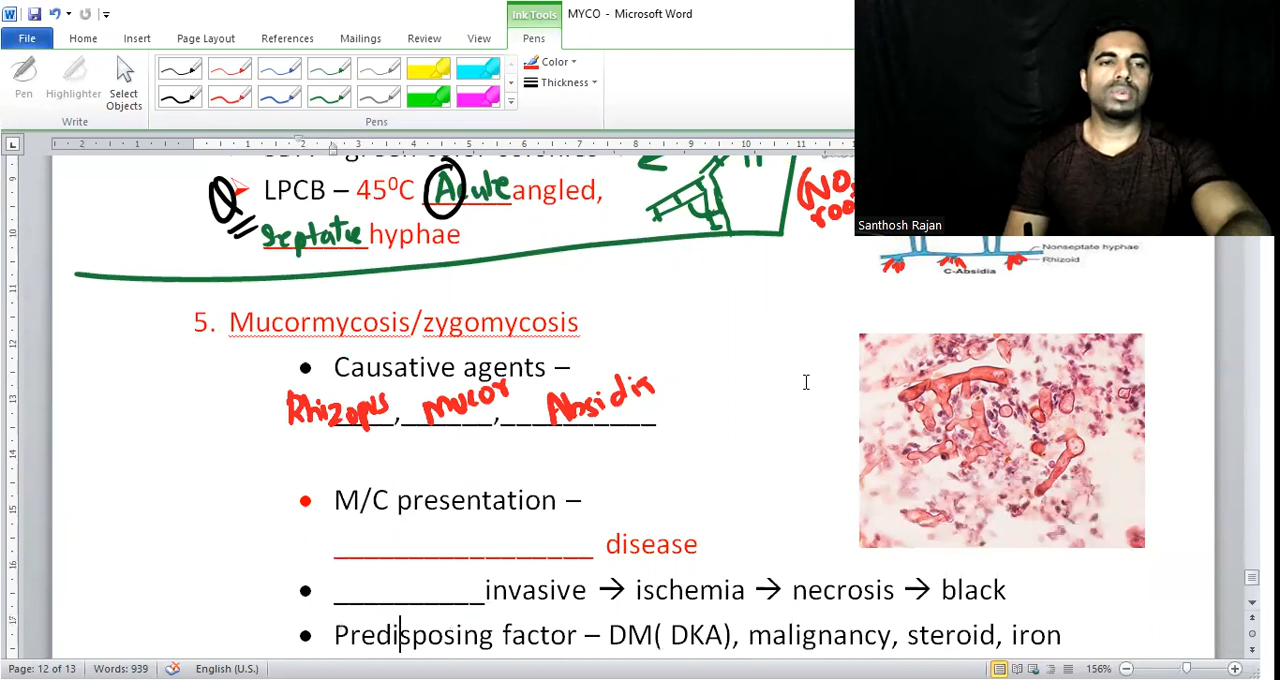 Ink Tools
MYCO - Microsoft Word
File Home Insert Page Layout References Mailings Review View Pens
Pen
Highlighter
Select Objects
Color
Thickness
Write
Pens
LPCB – 45⁰C Acute angled,
septate hyphae
Santhosh Rajan
Nonseptate hyphae
Rhizoid
C-Absidia
5. Mucormycosis/zygomycosis
• Causative agents –
Rhizopus, mucor, Absidia
• M/C presentation –
_________________ disease
• __________invasive → ischemia → necrosis → black
• Predisposing factor – DM( DKA), malignancy, steroid, iron
Page: 12 of 13 Words: 939 English (U.S.) 156%